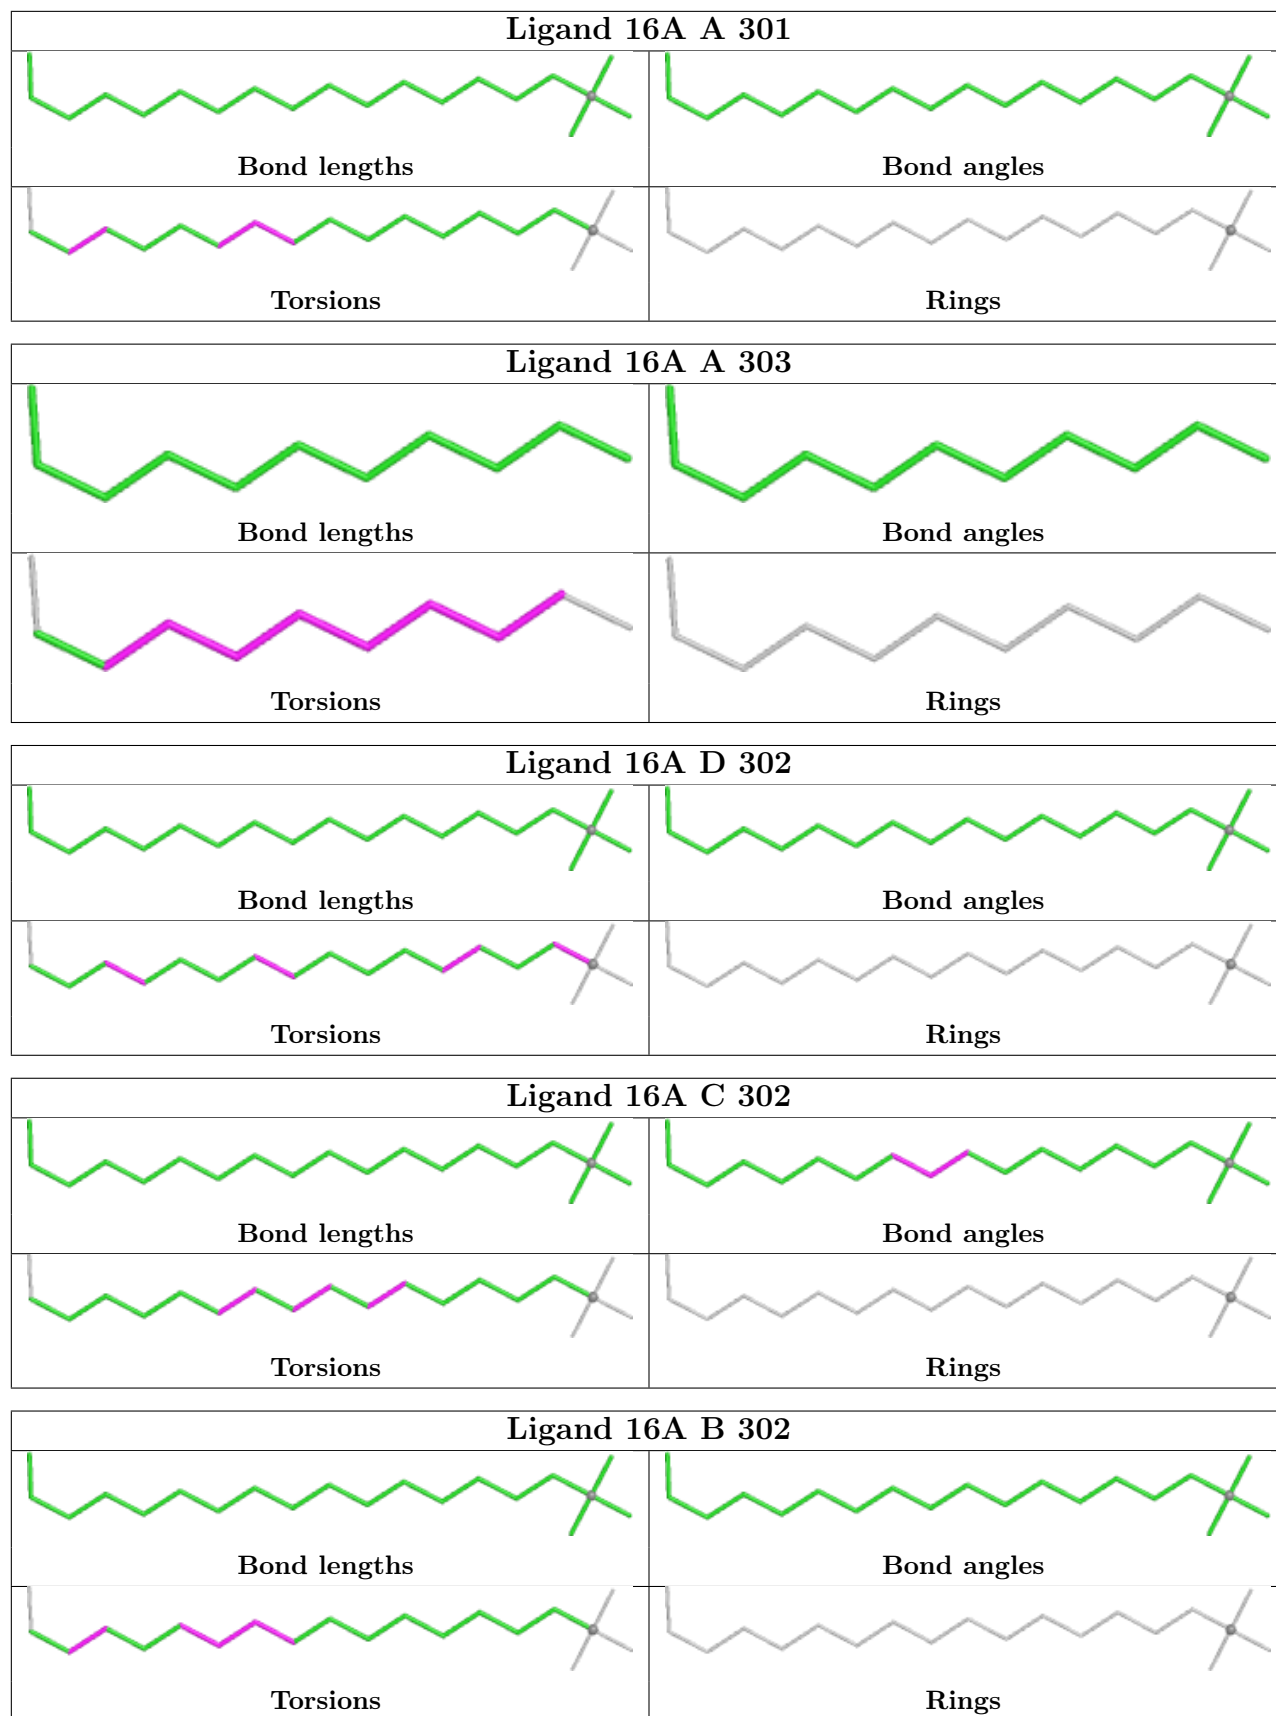 Ligand 16A A 301
Bond lengths Bond angles
Torsions Rings
Ligand 16A A 303
Bond lengths Bond angles
Torsions Rings
Ligand 16A D 302
Bond lengths Bond angles
Torsions Rings
Ligand 16A C 302
Bond lengths Bond angles
Torsions Rings
Ligand 16A B 302
Bond lengths Bond angles
Torsions Rings